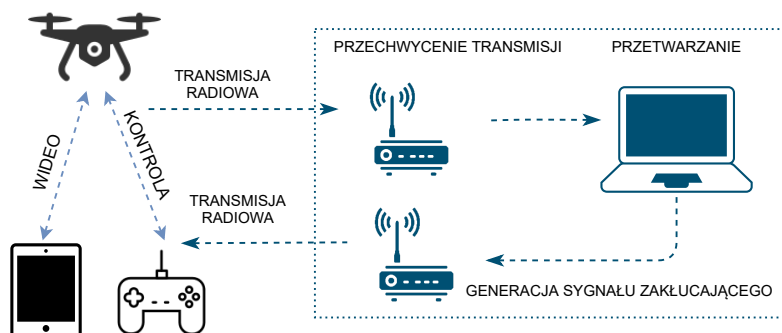 PRZECHWYCENIE TRANSMISJI
PRZETWARZANIE
TRANSMISJA
RADIOWA
WIDEO
KONTROLA
TRANSMISJA
RADIOWA
GENERACJA SYGNAŁU ZAKŁUCAJĄCEGO